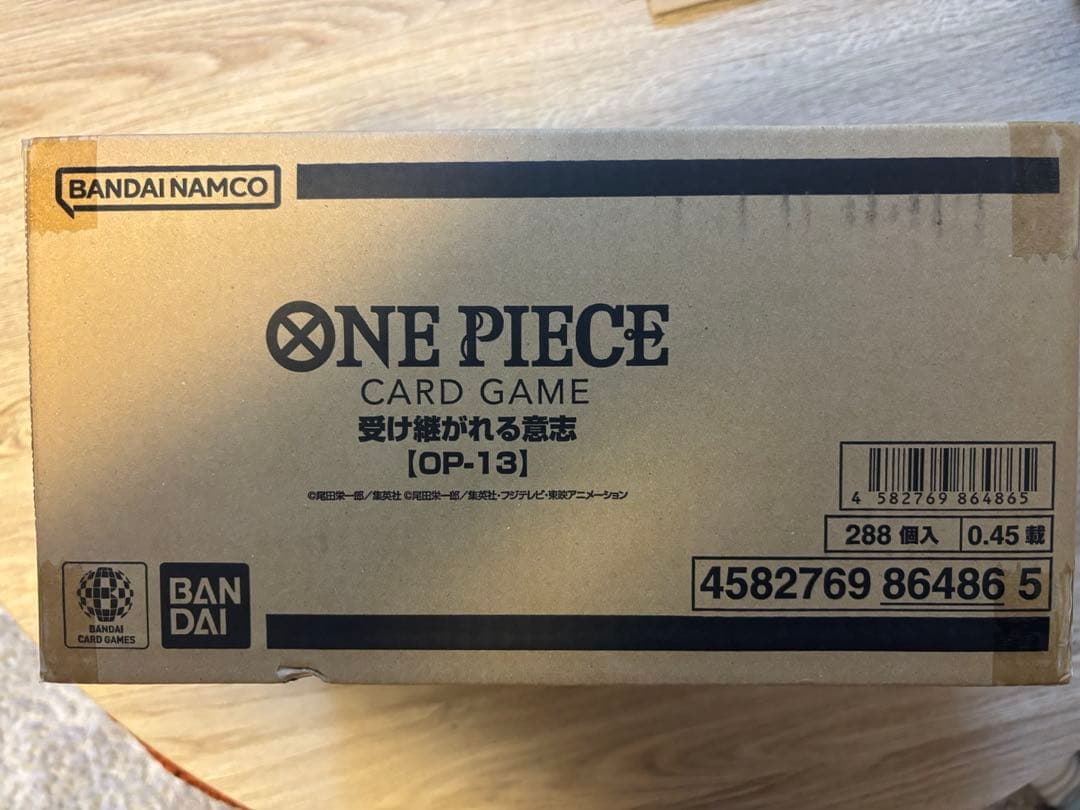 BANDAI NAMCO
ONE PIECE
CARD GAME
受け継がれる意志
【OP-13】
©尾田栄一郎／集英社 ©尾田栄一郎／集英社・フジテレビ・東映アニメーション
4 582769 864865
288 個入 0.45 載
4582769 86486 5
BANDAI
CARD GAMES
BAN
DAI